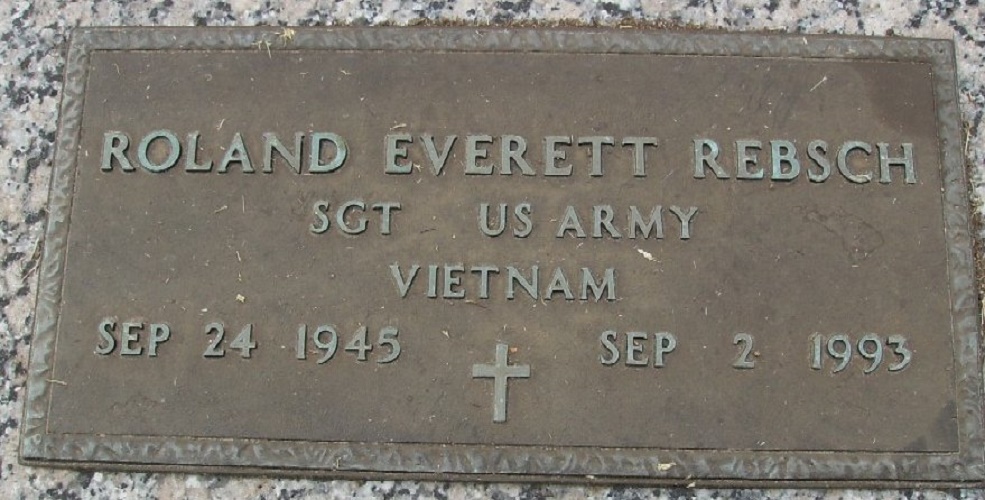 ROLAND EVERETT REBSCH
SGT US ARMY
VIETNAM
SEP 24 1945 SEP 2 1993